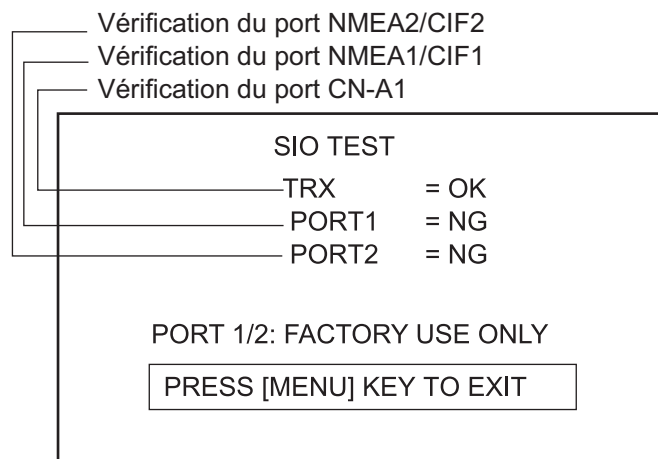 Vérification du port NMEA2/CIF2
Vérification du port NMEA1/CIF1
Vérification du port CN-A1
SIO TEST
TRX = OK
PORT1 = NG
PORT2 = NG
PORT 1/2: FACTORY USE ONLY
PRESS [MENU] KEY TO EXIT